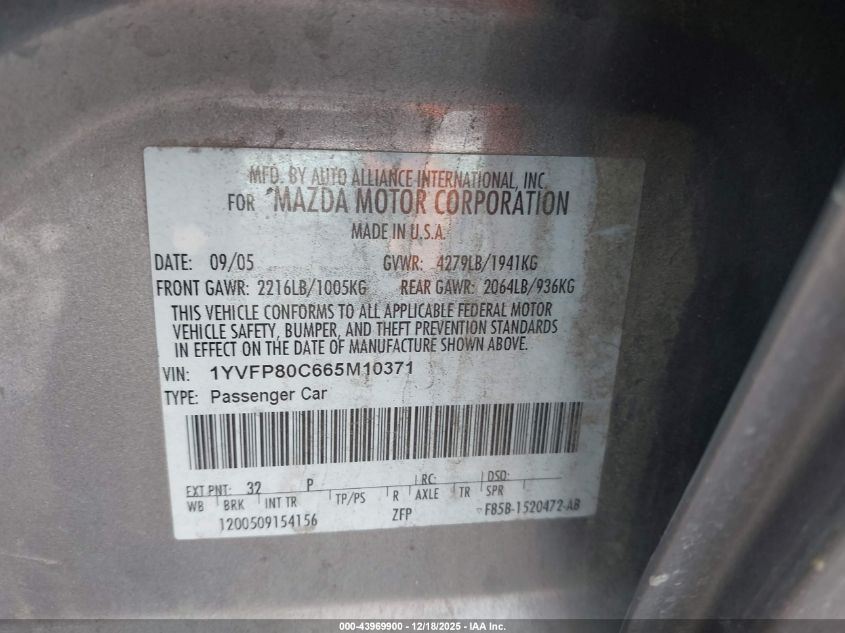 MFD. BY AUTO ALLIANCE INTERNATIONAL, INC.
FOR MAZDA MOTOR CORPORATION
MADE IN U.S.A.
DATE: 09/05 GVWR: 4279LB/1941KG
FRONT GAWR: 2216LB/1005KG REAR GAWR: 2064LB/936KG
THIS VEHICLE CONFORMS TO ALL APPLICABLE FEDERAL MOTOR
VEHICLE SAFETY, BUMPER, AND THEFT PREVENTION STANDARDS
IN EFFECT ON THE DATE OF MANUFACTURE SHOWN ABOVE.
VIN: 1YVFP80C665M10371
TYPE: Passenger Car
EXT PNT: 32 P RC: DSO:
WB BRK INT TR TP/PS R AXLE TR SPR
1200509154156 ZFP F85B-1520472-AB
000-43969900 - 12/18/2025 - IAA Inc.